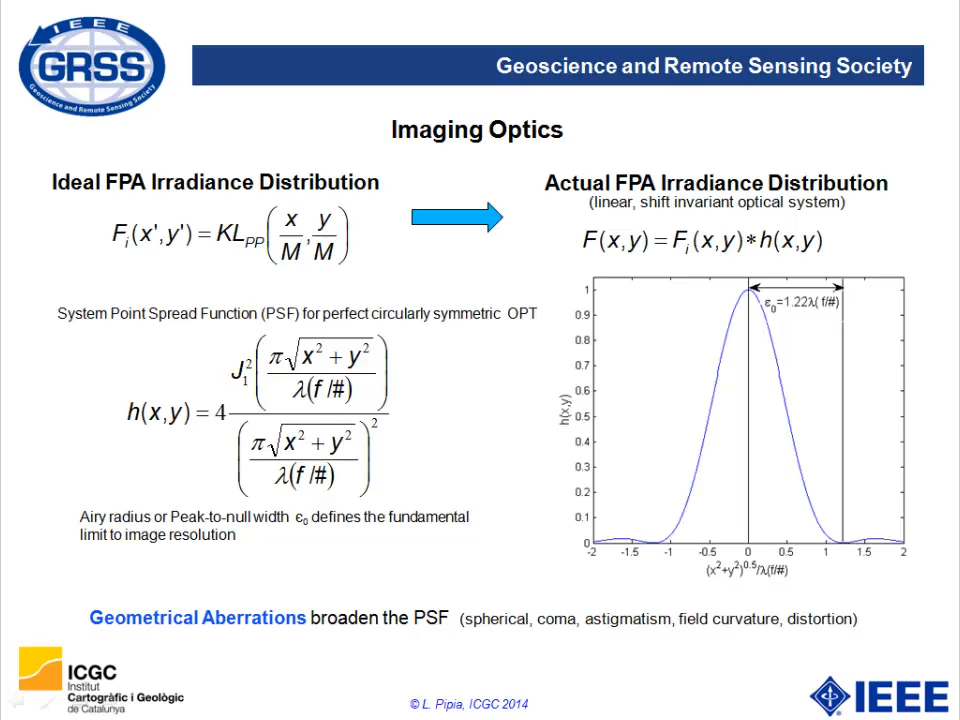 IEEE
GRSS
Geoscience and Remote Sensing Society
Geoscience and Remote Sensing Society
Imaging Optics
Ideal FPA Irradiance Distribution
Actual FPA Irradiance Distribution
(linear, shift invariant optical system)
F_i(x',y') = KL_PP(x/M, y/M)
F(x,y) = F_i(x,y)∗h(x,y)
System Point Spread Function (PSF) for perfect circularly symmetric OPT
h(x,y) = 4 J_1^2(π√(x^2 + y^2) / λ(f/#)) / (π√(x^2 + y^2) / λ(f/#))^2
Airy radius or Peak-to-null width ϵ_0 defines the fundamental
limit to image resolution
ε_0=1.22λ(f/#)
h(x,y)
1
0.9
0.8
0.7
0.6
0.5
0.4
0.3
0.2
0.1
0
-2 -1.5 -1 -0.5 0 0.5 1 1.5 2
(x^2+y^2)^0.5/λ(f/#)
Geometrical Aberrations broaden the PSF (spherical, coma, astigmatism, field curvature, distortion)
ICGC
Institut
Cartogràfic i Geològic
de Catalunya
© L. Pipia, ICGC 2014
IEEE